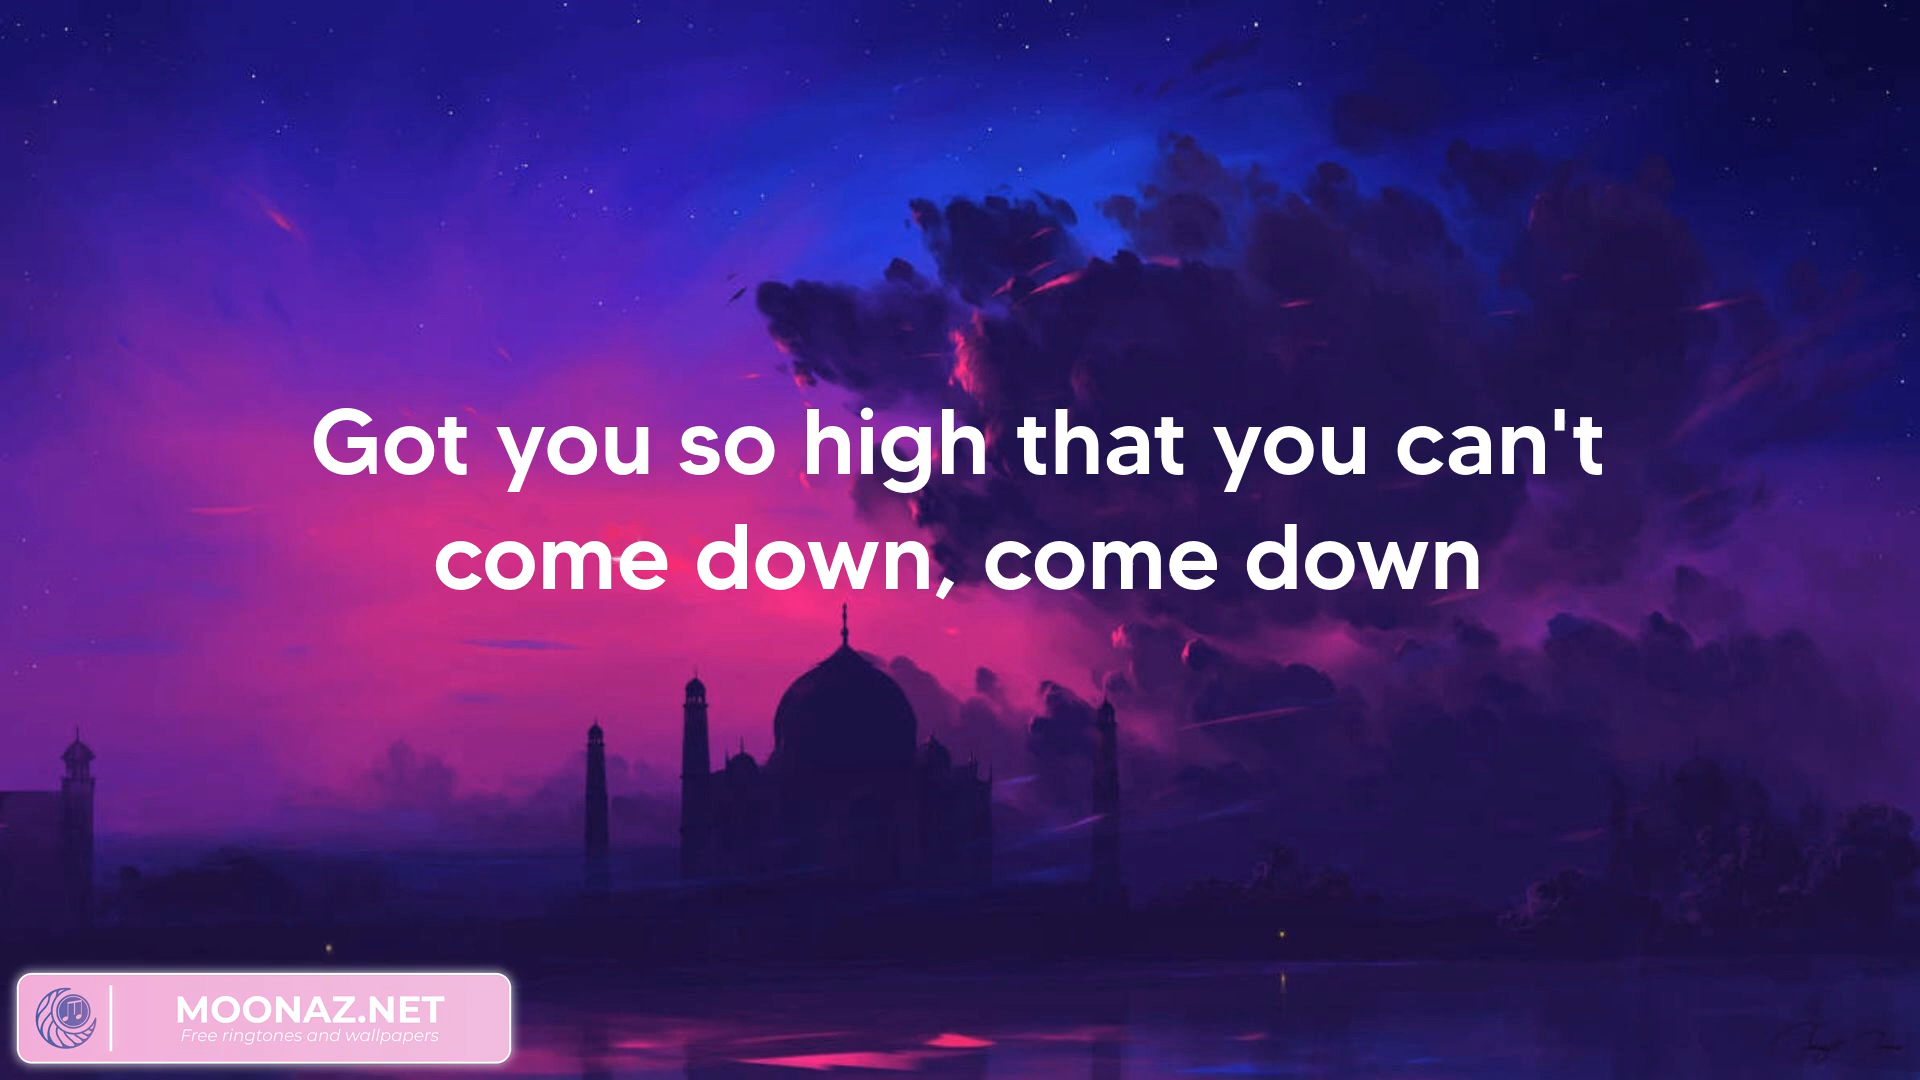 Got you so high that you can't
come down, come down
MOONAZ.NET
Free ringtones and wallpapers